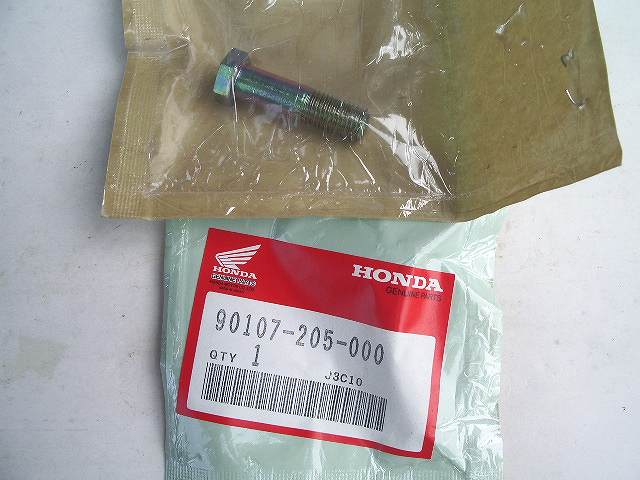 HONDA
GENUINE PARTS
HONDA
GENUINE PARTS
90107-205-000
QTY 1
J3C10